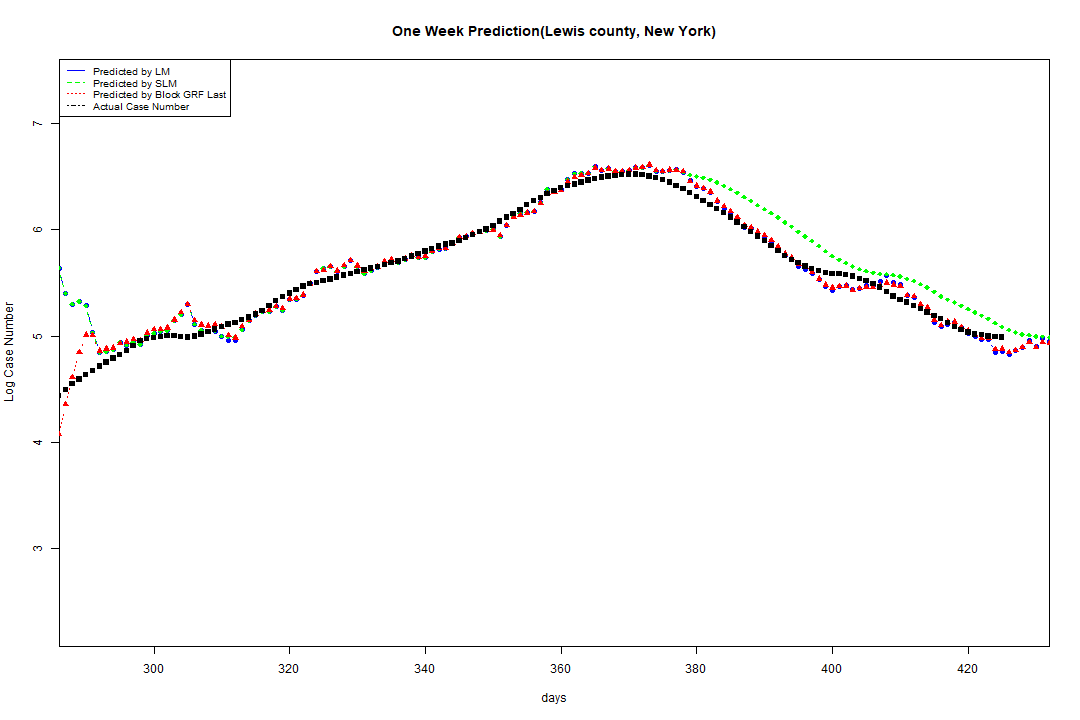 One Week Prediction(Lewis county, New York)
Predicted by LM
Predicted by SLM
Predicted by Block GRF Last
Actual Case Number
7
6
5
4
3
Log Case Number
300 320 340 360 380 400 420
days